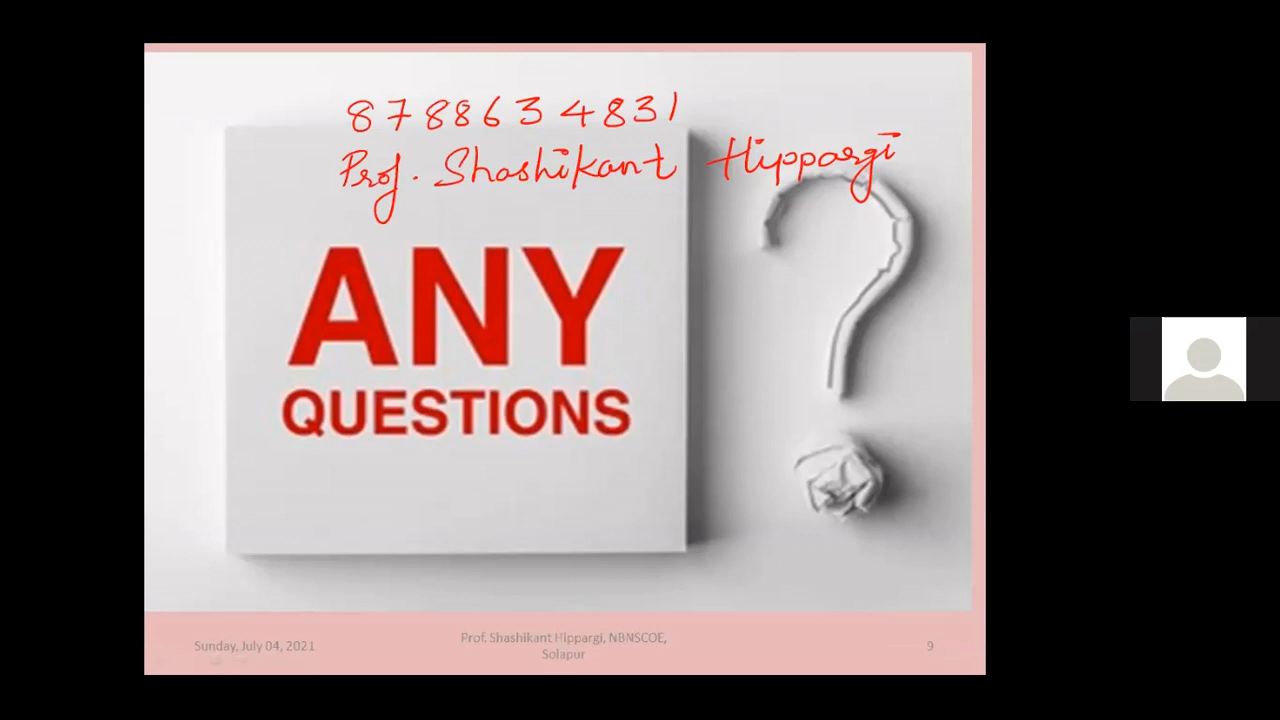 8788634831
Prof. Shashikant Hippargi
ANY
QUESTIONS
Sunday, July 04, 2021
Prof. Shashikant Hippargi, NBNSCOE,
Solapur
9